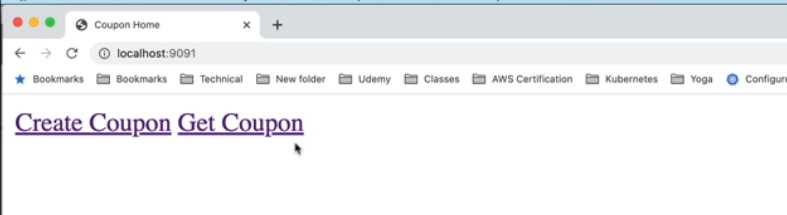 Coupon Home
localhost:9091
Bookmarks Bookmarks Technical New folder Udemy Classes AWS Certification Kubernetes Yoga Configure
Create Coupon Get Coupon